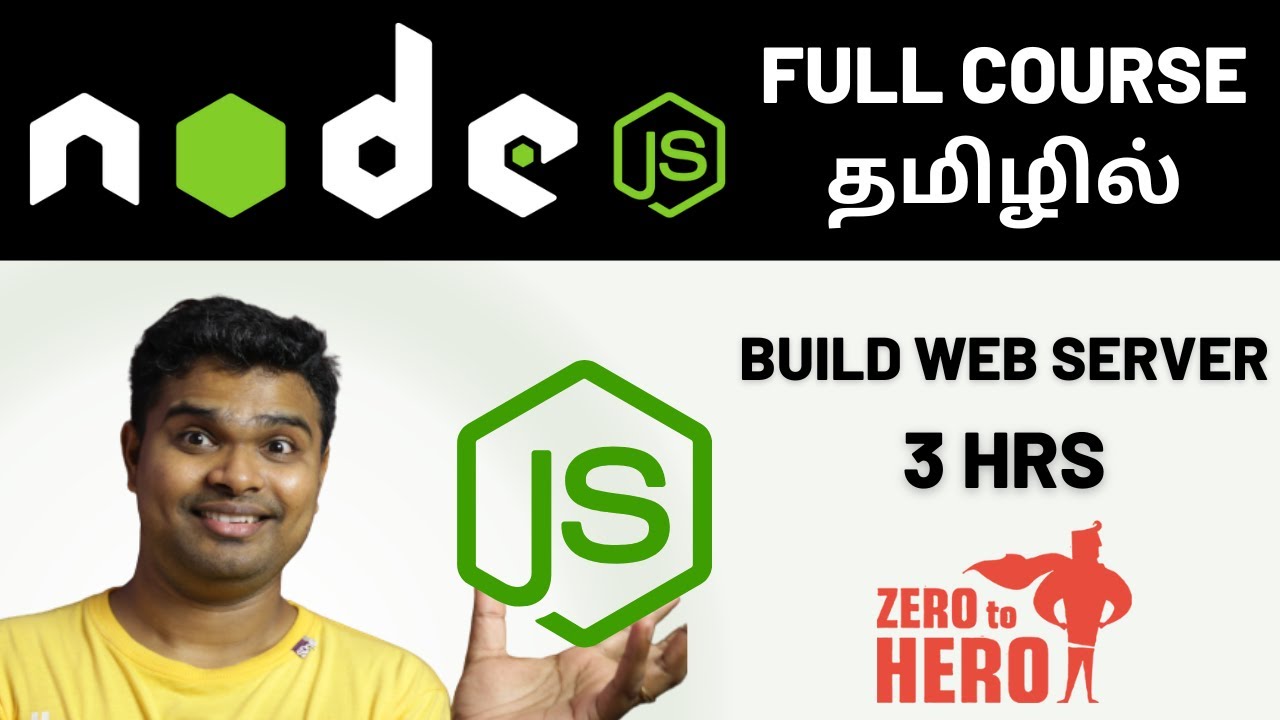 node JS
FULL COURSE
தமிழில்
JS
BUILD WEB SERVER
3 HRS
ZERO to
HERO